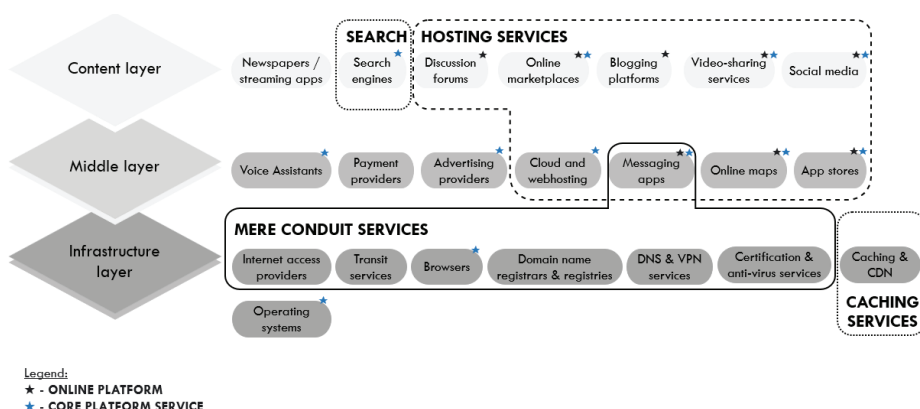 SEARCH
HOSTING SERVICES
Content layer
Newspapers /
streaming apps
Search
engines
Discussion
forums
Online
marketplaces
Blogging
platforms
Video-sharing
services
Social media
Middle layer
Voice Assistants
Payment
providers
Advertising
providers
Cloud and
webhosting
Messaging
apps
Online maps
App stores
Infrastructure
layer
MERE CONDUIT SERVICES
Internet access
providers
Transit
services
Browsers
Domain name
registrars & registries
DNS & VPN
services
Certification &
anti-virus services
Caching &
CDN
CACHING
SERVICES
Operating
systems
Legend:
★ - ONLINE PLATFORM
★ - CORE PLATFORM SERVICE